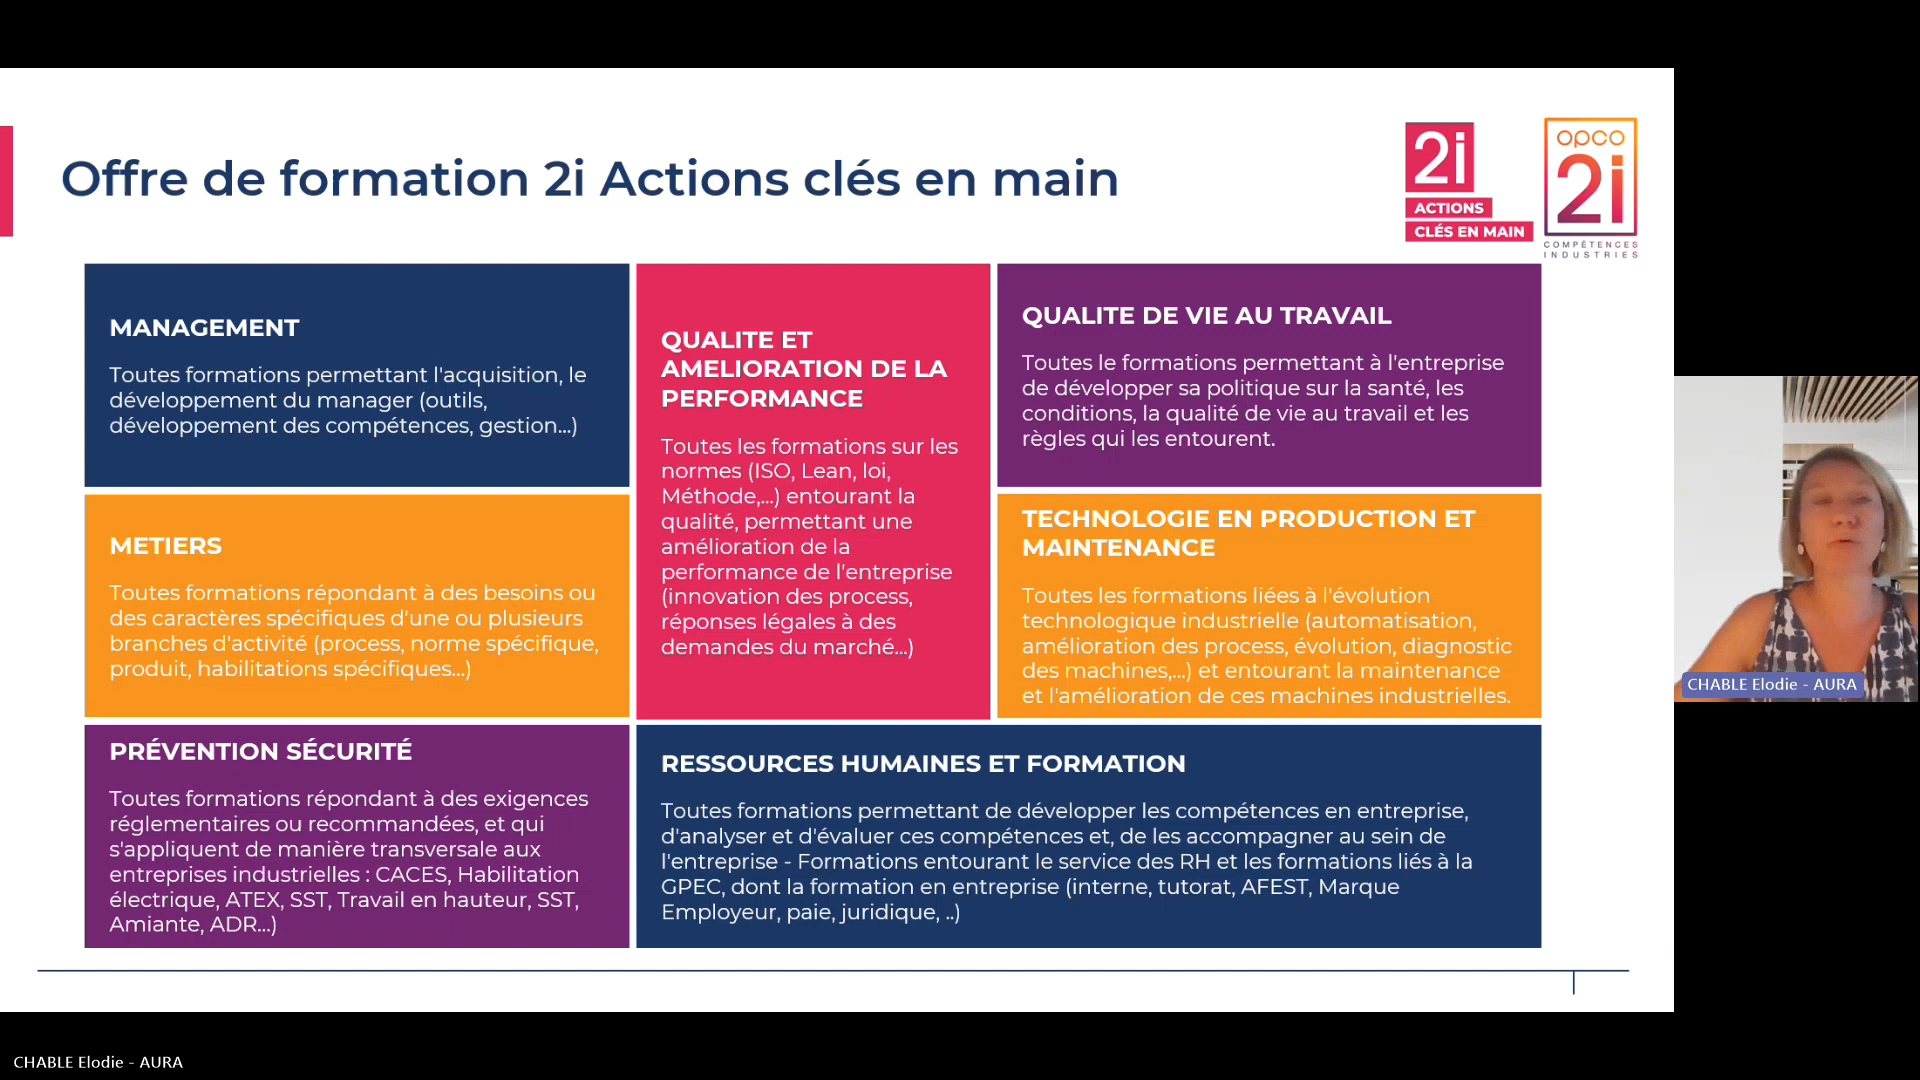 Offre de formation 2i Actions clés en main
2i
ACTIONS
CLÉS EN MAIN
opco
2i
COMPÉTENCES
INDUSTRIES
MANAGEMENT
Toutes formations permettant l'acquisition, le
développement du manager (outils,
développement des compétences, gestion...)
METIERS
Toutes formations répondant à des besoins ou
des caractères spécifiques d'une ou plusieurs
branches d'activité (process, norme spécifique,
produit, habilitations spécifiques...)
PRÉVENTION SÉCURITÉ
Toutes formations répondant à des exigences
réglementaires ou recommandées, et qui
s'appliquent de manière transversale aux
entreprises industrielles : CACES, Habilitation
électrique, ATEX, SST, Travail en hauteur, SST,
Amiante, ADR...)
QUALITE ET
AMELIORATION DE LA
PERFORMANCE
Toutes les formations sur les
normes (ISO, Lean, loi,
Méthode,...) entourant la
qualité, permettant une
amélioration de la
performance de l'entreprise
(innovation des process,
réponses légales à des
demandes du marché...)
QUALITE DE VIE AU TRAVAIL
Toutes le formations permettant à l'entreprise
de développer sa politique sur la santé, les
conditions, la qualité de vie au travail et les
règles qui les entourent.
TECHNOLOGIE EN PRODUCTION ET
MAINTENANCE
Toutes les formations liées à l'évolution
technologique industrielle (automatisation,
amélioration des process, évolution, diagnostic
des machines,...) et entourant la maintenance
et l'amélioration de ces machines industrielles.
RESSOURCES HUMAINES ET FORMATION
Toutes formations permettant de développer les compétences en entreprise,
d'analyser et d'évaluer ces compétences et, de les accompagner au sein de
l'entreprise - Formations entourant le service des RH et les formations liés à la
GPEC, dont la formation en entreprise (interne, tutorat, AFEST, Marque
Employeur, paie, juridique, ..)
CHABLE Elodie - AURA
CHABLE Elodie - AURA